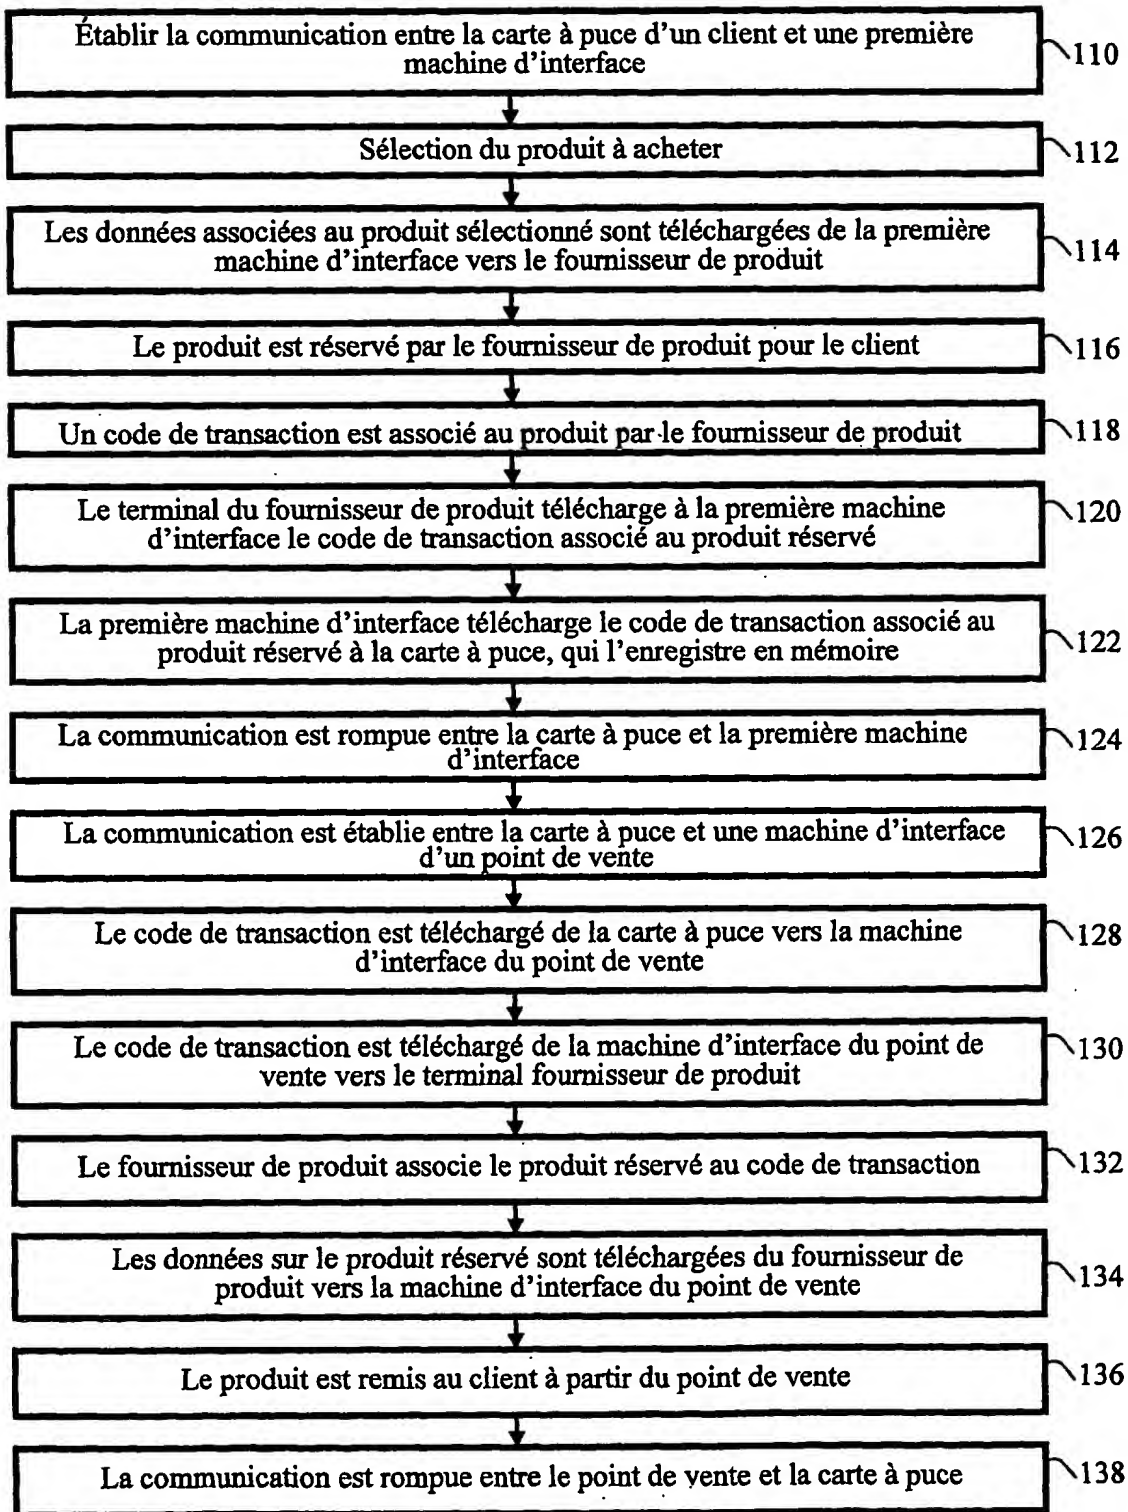 Établir la communication entre la carte à puce d'un client et une première
machine d'interface
110
Sélection du produit à acheter
112
Les données associées au produit sélectionné sont téléchargées de la première
machine d'interface vers le fournisseur de produit
114
Le produit est réservé par le fournisseur de produit pour le client
116
Un code de transaction est associé au produit par le fournisseur de produit
118
Le terminal du fournisseur de produit télécharge à la première machine
d'interface le code de transaction associé au produit réservé
120
La première machine d'interface télécharge le code de transaction associé au
produit réservé à la carte à puce, qui l'enregistre en mémoire
122
La communication est rompue entre la carte à puce et la première machine
d'interface
124
La communication est établie entre la carte à puce et une machine d'interface
d'un point de vente
126
Le code de transaction est téléchargé de la carte à puce vers la machine
d'interface du point de vente
128
Le code de transaction est téléchargé de la machine d'interface du point de
vente vers le terminal fournisseur de produit
130
Le fournisseur de produit associe le produit réservé au code de transaction
132
Les données sur le produit réservé sont téléchargées du fournisseur de
produit vers la machine d'interface du point de vente
134
Le produit est remis au client à partir du point de vente
136
La communication est rompue entre le point de vente et la carte à puce
138